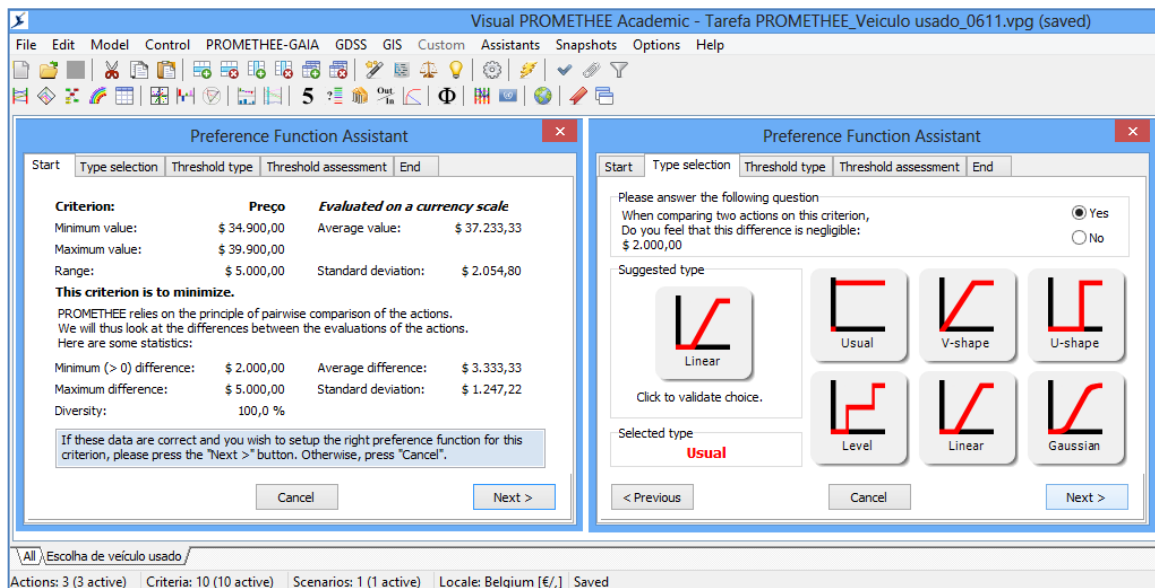 Visual PROMETHEE Academic - Tarefa PROMETHEE_Veiculo usado_0611.vpg (saved)
File Edit Model Control PROMETHEE-GAIA GDSS GIS Custom Assistants Snapshots Options Help
5 Out In Φ
Preference Function Assistant
Start Type selection Threshold type Threshold assessment End
Criterion: Preço Evaluated on a currency scale
Minimum value: $ 34.900,00 Average value: $ 37.233,33
Maximum value: $ 39.900,00
Range: $ 5.000,00 Standard deviation: $ 2.054,80
This criterion is to minimize.
PROMETHEE relies on the principle of pairwise comparison of the actions.
We will thus look at the differences between the evaluations of the actions.
Here are some statistics:
Minimum (> 0) difference: $ 2.000,00 Average difference: $ 3.333,33
Maximum difference: $ 5.000,00 Standard deviation: $ 1.247,22
Diversity: 100,0 %
If these data are correct and you wish to setup the right preference function for this
criterion, please press the "Next >" button. Otherwise, press "Cancel".
Cancel Next >
Preference Function Assistant
Start Type selection Threshold type Threshold assessment End
Please answer the following question
When comparing two actions on this criterion,
Do you feel that this difference is negligible:
$ 2.000,00
Yes
No
Suggested type
Linear
Click to validate choice.
Selected type
Usual
Usual V-shape U-shape
Level Linear Gaussian
< Previous Cancel Next >
All Escolha de veículo usado
Actions: 3 (3 active) Criteria: 10 (10 active) Scenarios: 1 (1 active) Locale: Belgium [€/,] Saved